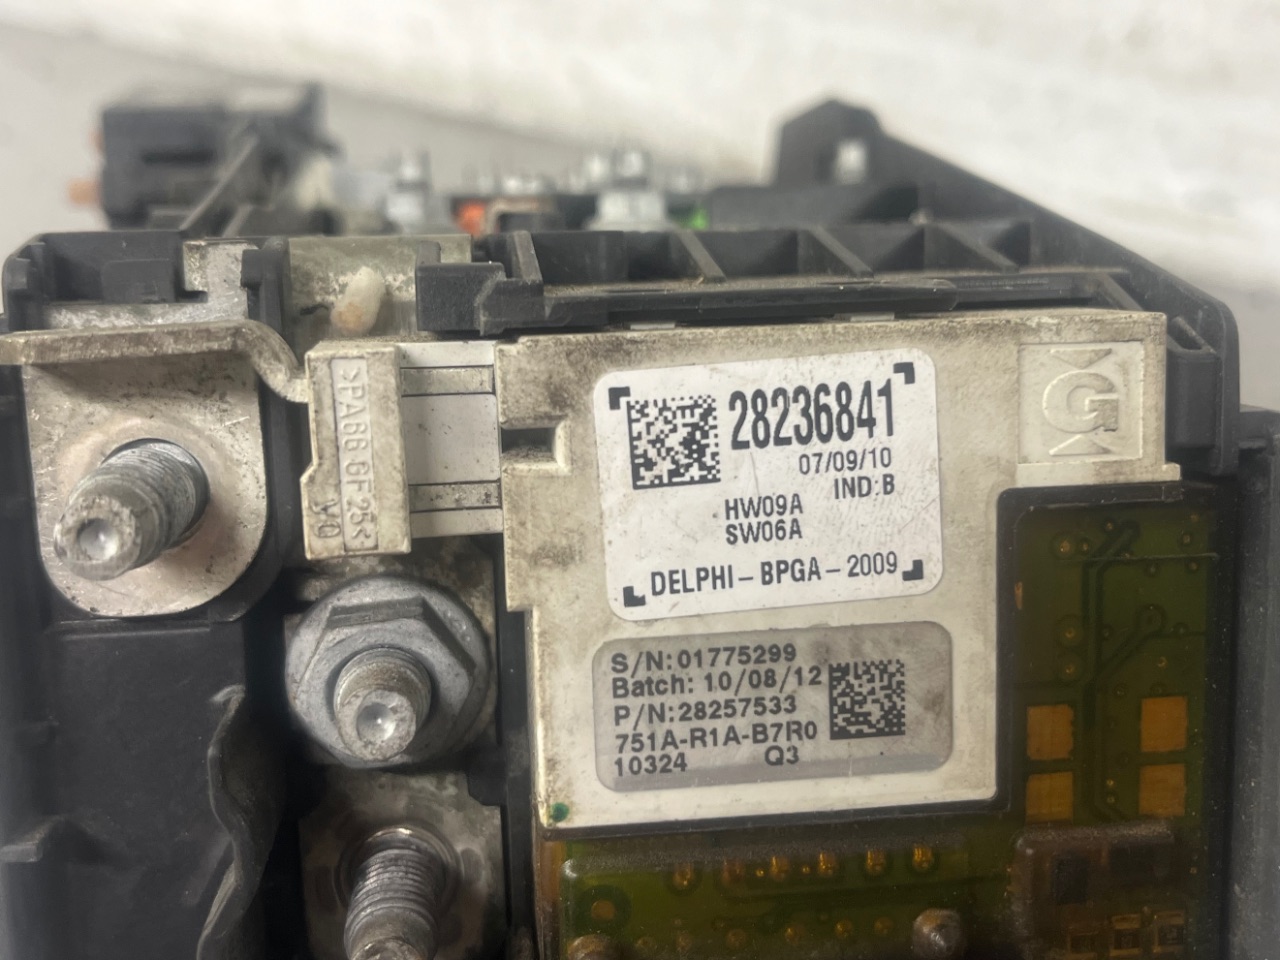 >PA66 GF25<
V0
28236841
07/09/10
IND:B
HW09A
SW06A
DELPHI-BPGA-2009
G
S/N:01775299
Batch: 10/08/12
P/N:28257533
751A-R1A-B7R0
10324 Q3